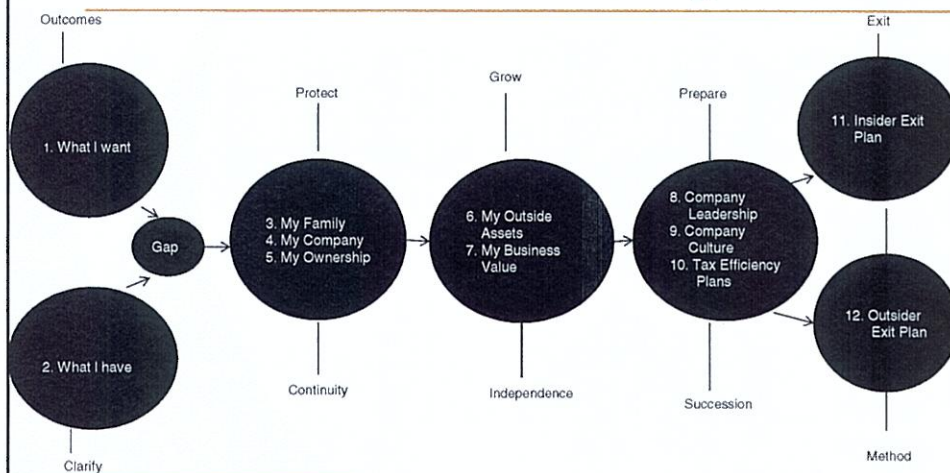 Outcomes
1. What I want
Gap
2. What I have
Clarify
Protect
3. My Family
4. My Company
5. My Ownership
Continuity
Grow
6. My Outside
Assets
7. My Business
Value
Independence
Prepare
8. Company
Leadership
9. Company
Culture
10. Tax Efficiency
Plans
Succession
Exit
11. Insider Exit
Plan
12. Outsider
Exit Plan
Method